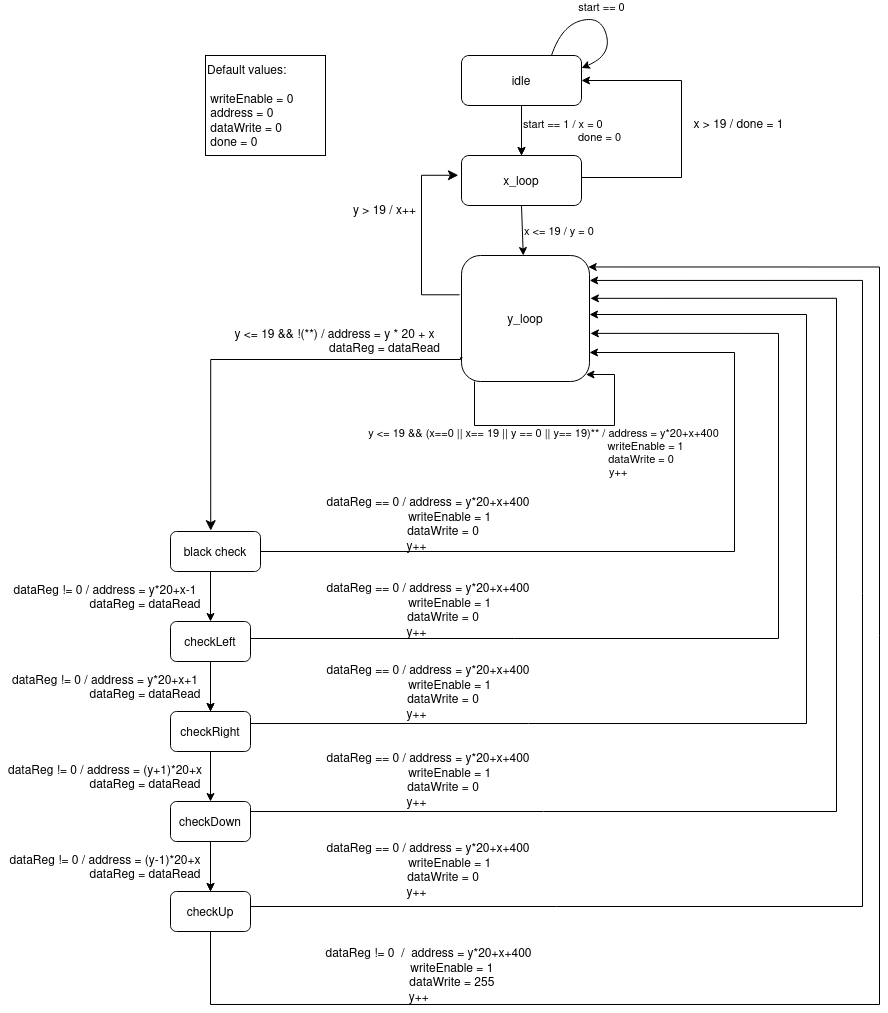 start == 0
Default values:
writeEnable = 0
address = 0
dataWrite = 0
done = 0
idle
start == 1 / x = 0
done = 0
x > 19 / done = 1
x_loop
y > 19 / x++
x <= 19 / y = 0
y_loop
y <= 19 && !(**) / address = y * 20 + x
dataReg = dataRead
y <= 19 && (x==0 || x== 19 || y == 0 || y== 19)** / address = y*20+x+400
writeEnable = 1
dataWrite = 0
y++
dataReg == 0 / address = y*20+x+400
writeEnable = 1
dataWrite = 0
y++
black check
dataReg != 0 / address = y*20+x-1
dataReg = dataRead
dataReg == 0 / address = y*20+x+400
writeEnable = 1
dataWrite = 0
y++
checkLeft
dataReg != 0 / address = y*20+x+1
dataReg = dataRead
dataReg == 0 / address = y*20+x+400
writeEnable = 1
dataWrite = 0
y++
checkRight
dataReg != 0 / address = (y+1)*20+x
dataReg = dataRead
dataReg == 0 / address = y*20+x+400
writeEnable = 1
dataWrite = 0
y++
checkDown
dataReg != 0 / address = (y-1)*20+x
dataReg = dataRead
dataReg == 0 / address = y*20+x+400
writeEnable = 1
dataWrite = 0
y++
checkUp
dataReg != 0 / address = y*20+x+400
writeEnable = 1
dataWrite = 255
y++